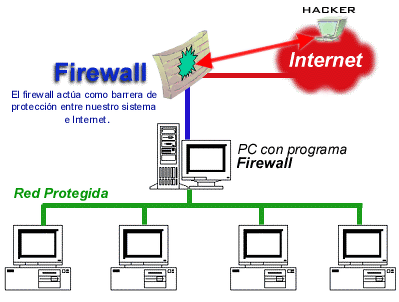 HACKER
Internet
Firewall
El firewall actúa como barrera de
protección entre nuestro sistema
e Internet.
PC con programa
Firewall
Red Protegida